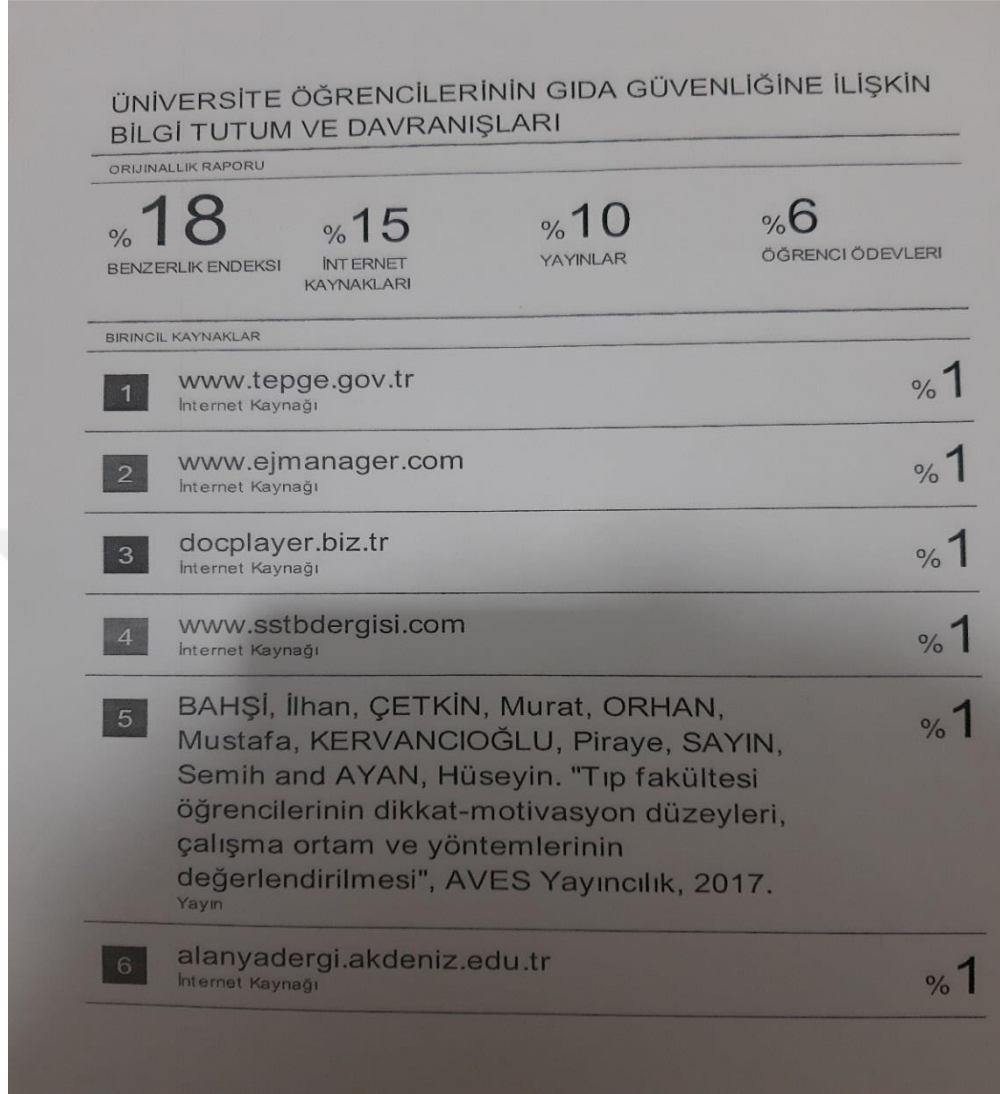 ÜNİVERSİTE ÖĞRENCİLERİNİN GIDA GÜVENLİĞİNE İLİŞKİN
BİLGİ TUTUM VE DAVRANIŞLARI
ORIJINALLIK RAPORU
%18 %15 %10 %6
BENZERLIK ENDEKSI İNTERNET YAYINLAR ÖĞRENCI ÖDEVLERI
KAYNAKLARI
BIRINCIL KAYNAKLAR
1 www.tepge.gov.tr %1
İnternet Kaynağı
2 www.ejmanager.com %1
İnternet Kaynağı
3 docplayer.biz.tr %1
İnternet Kaynağı
4 www.sstbdergisi.com %1
İnternet Kaynağı
5 BAHŞİ, İlhan, ÇETKİN, Murat, ORHAN, %1
Mustafa, KERVANCIOĞLU, Piraye, SAYIN,
Semih and AYAN, Hüseyin. "Tıp fakültesi
öğrencilerinin dikkat-motivasyon düzeyleri,
çalışma ortam ve yöntemlerinin
değerlendirilmesi", AVES Yayıncılık, 2017.
Yayın
6 alanyadergi.akdeniz.edu.tr %1
İnternet Kaynağı